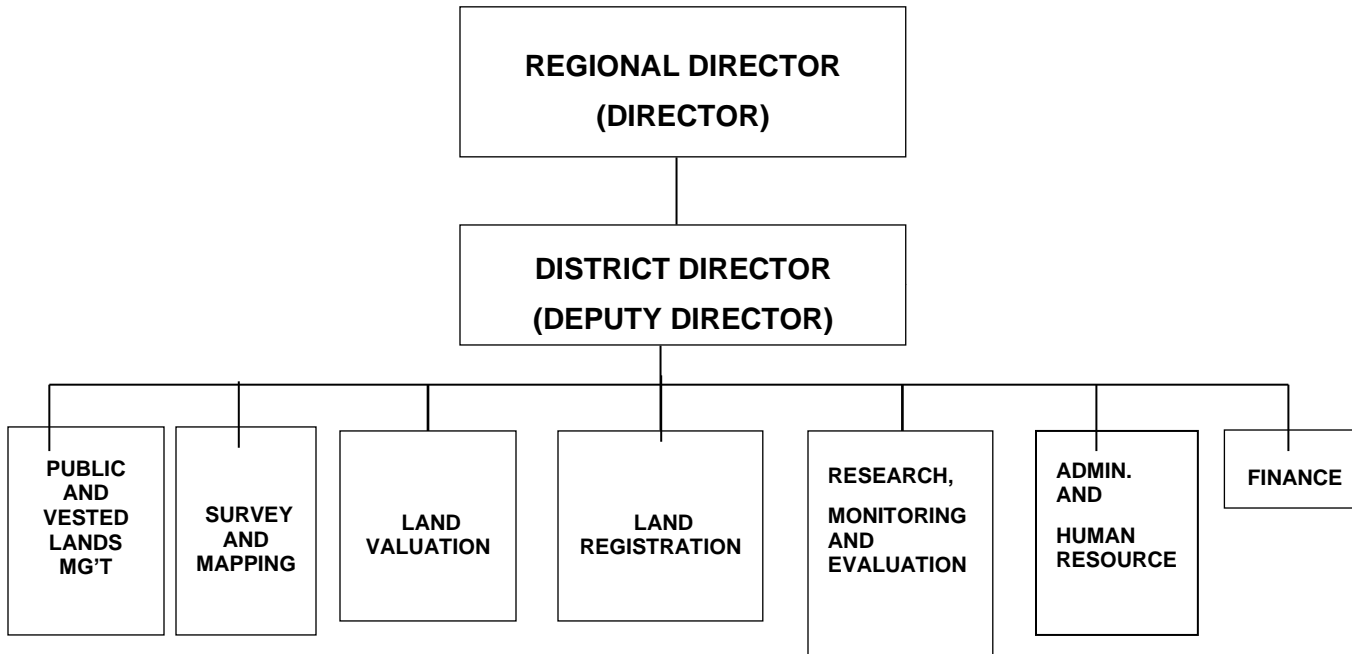 REGIONAL DIRECTOR
(DIRECTOR)
DISTRICT DIRECTOR
(DEPUTY DIRECTOR)
PUBLIC
AND
VESTED
LANDS
MG’T
SURVEY
AND
MAPPING
LAND
VALUATION
LAND
REGISTRATION
RESEARCH,
MONITORING
AND
EVALUATION
ADMIN.
AND
HUMAN
RESOURCE
FINANCE